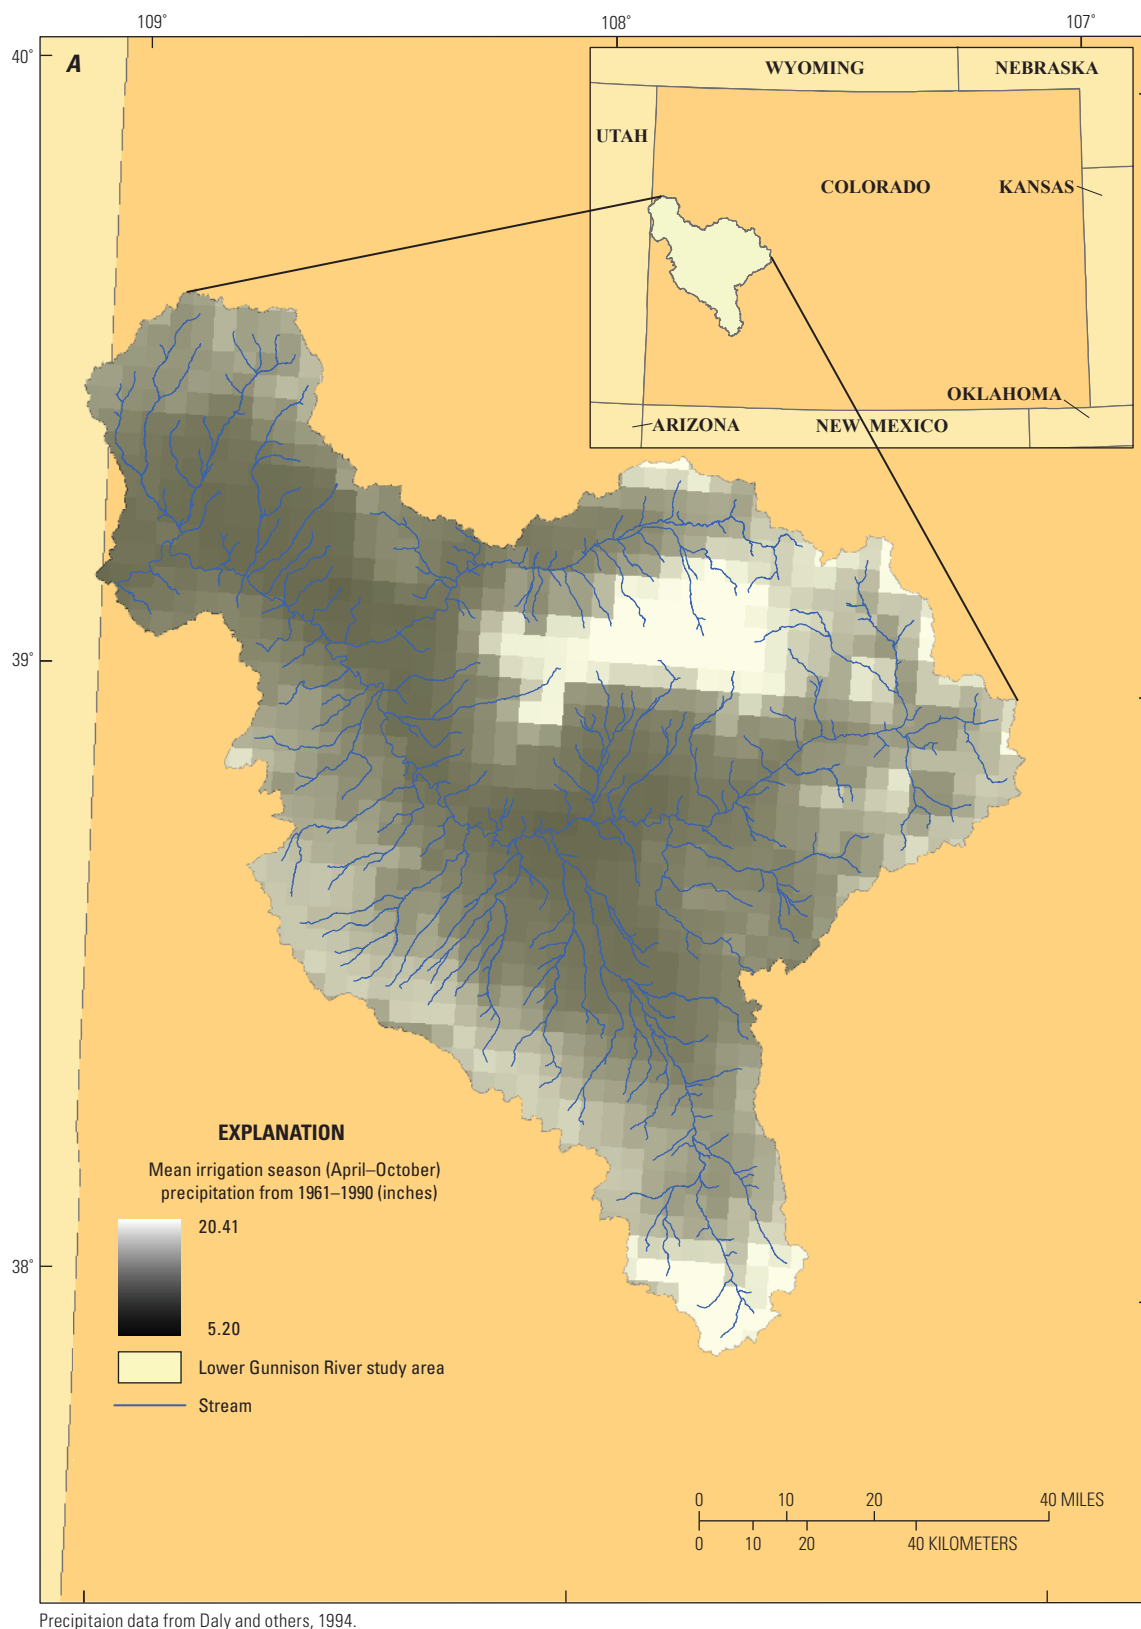 109°
108°
107°
40°
A
WYOMING
NEBRASKA
UTAH
COLORADO
KANSAS
OKLAHOMA
ARIZONA
NEW MEXICO
39°
EXPLANATION
Mean irrigation season (April–October)
precipitation from 1961–1990 (inches)
20.41
5.20
38°
Lower Gunnison River study area
Stream
0 10 20 40 MILES
0 10 20 40 KILOMETERS
Precipitaion data from Daly and others, 1994.